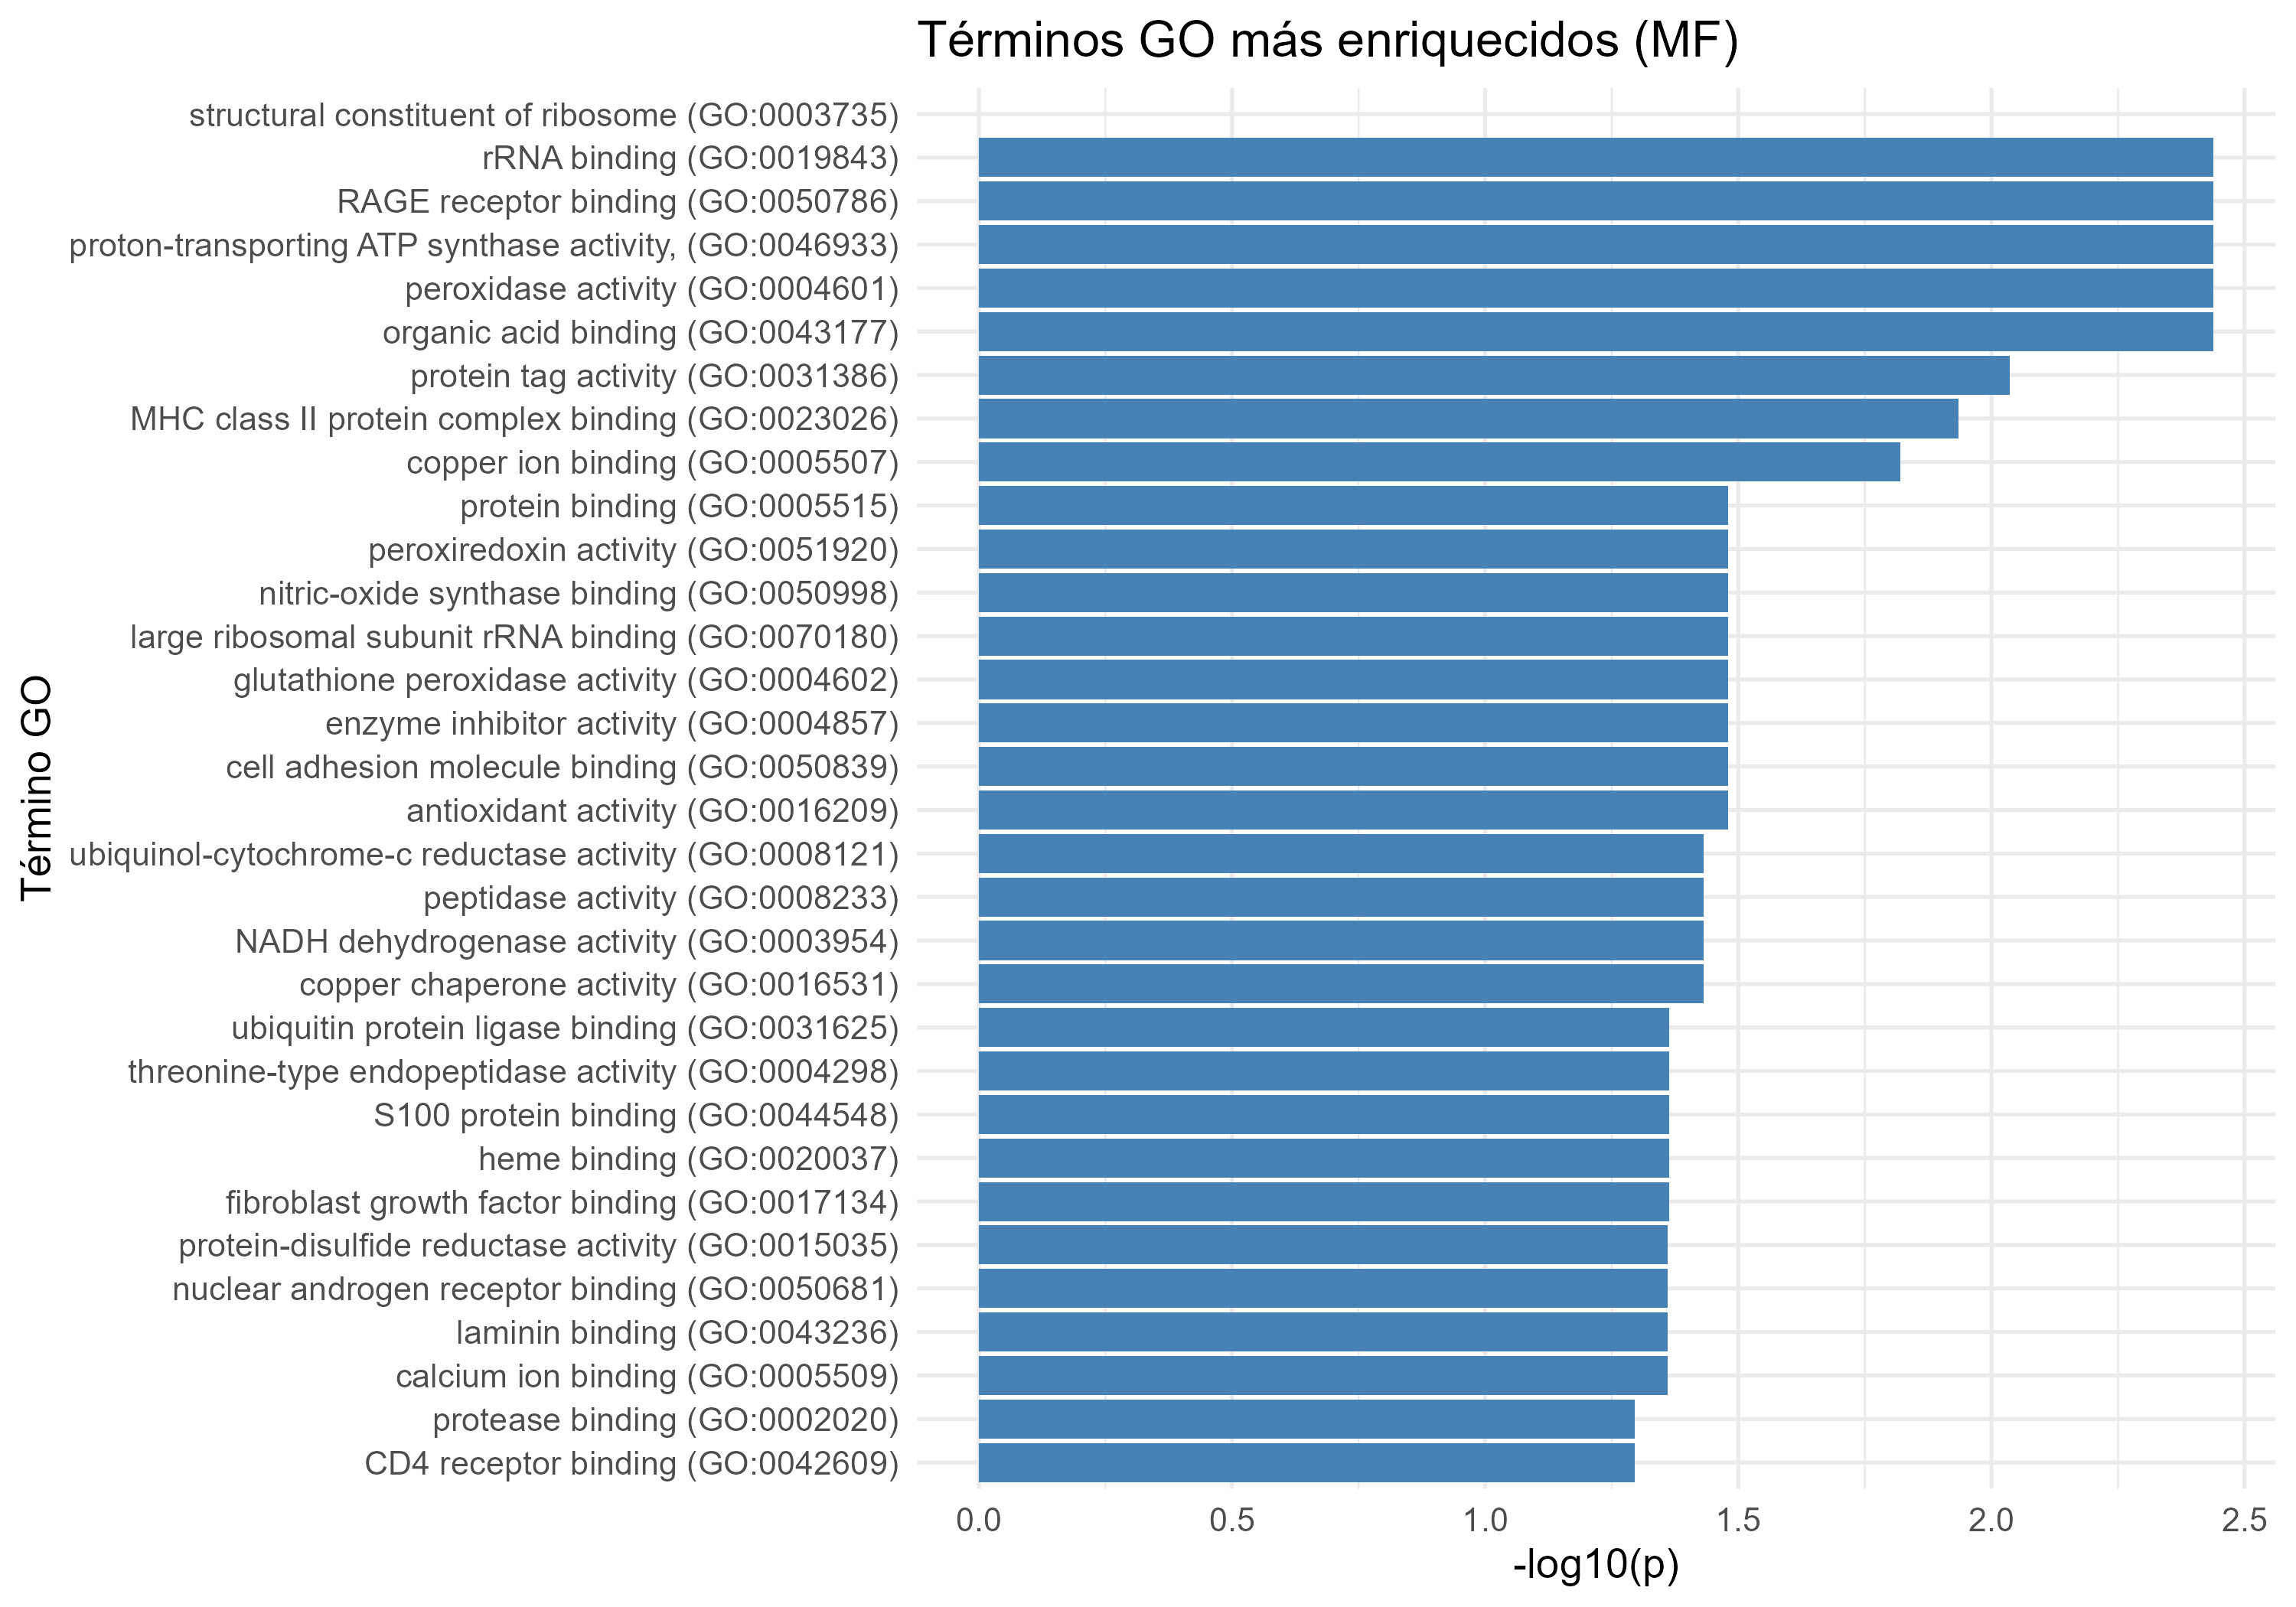 Términos GO más enriquecidos (MF)
structural constituent of ribosome (GO:0003735)
rRNA binding (GO:0019843)
RAGE receptor binding (GO:0050786)
proton-transporting ATP synthase activity, (GO:0046933)
peroxidase activity (GO:0004601)
organic acid binding (GO:0043177)
protein tag activity (GO:0031386)
MHC class II protein complex binding (GO:0023026)
copper ion binding (GO:0005507)
protein binding (GO:0005515)
peroxiredoxin activity (GO:0051920)
nitric-oxide synthase binding (GO:0050998)
large ribosomal subunit rRNA binding (GO:0070180)
glutathione peroxidase activity (GO:0004602)
enzyme inhibitor activity (GO:0004857)
cell adhesion molecule binding (GO:0050839)
antioxidant activity (GO:0016209)
ubiquinol-cytochrome-c reductase activity (GO:0008121)
peptidase activity (GO:0008233)
NADH dehydrogenase activity (GO:0003954)
copper chaperone activity (GO:0016531)
ubiquitin protein ligase binding (GO:0031625)
threonine-type endopeptidase activity (GO:0004298)
S100 protein binding (GO:0044548)
heme binding (GO:0020037)
fibroblast growth factor binding (GO:0017134)
protein-disulfide reductase activity (GO:0015035)
nuclear androgen receptor binding (GO:0050681)
laminin binding (GO:0043236)
calcium ion binding (GO:0005509)
protease binding (GO:0002020)
CD4 receptor binding (GO:0042609)
Término GO
0.0 0.5 1.0 1.5 2.0 2.5
-log10(p)